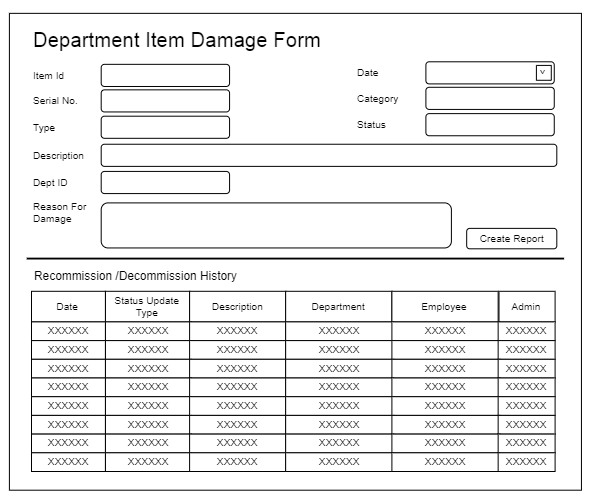 Department Item Damage Form
Item Id
Date
v
Serial No.
Category
Type
Status
Description
Dept ID
Reason For
Damage
Create Report
Recommission /Decommission History
Date Status Update Type Description Department Employee Admin
XXXXXX XXXXXX XXXXXX XXXXXX XXXXXX XXXXXX
XXXXXX XXXXXX XXXXXX XXXXXX XXXXXX XXXXXX
XXXXXX XXXXXX XXXXXX XXXXXX XXXXXX XXXXXX
XXXXXX XXXXXX XXXXXX XXXXXX XXXXXX XXXXXX
XXXXXX XXXXXX XXXXXX XXXXXX XXXXXX XXXXXX
XXXXXX XXXXXX XXXXXX XXXXXX XXXXXX XXXXXX
XXXXXX XXXXXX XXXXXX XXXXXX XXXXXX XXXXXX
XXXXXX XXXXXX XXXXXX XXXXXX XXXXXX XXXXXX